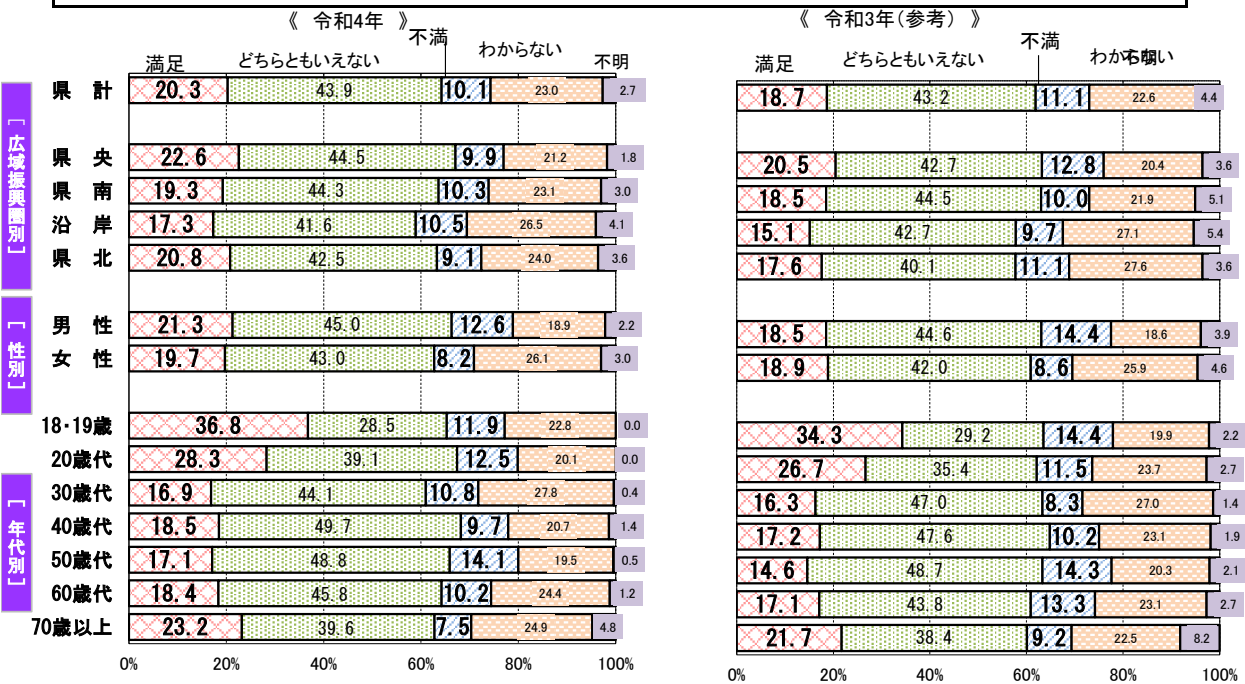 《 令和4年 》
満足 どちらともいえない 不満 わからない 不明
県計 20.3 43.9 10.1 23.0 2.7
[広域振興圏別]
県央 22.6 44.5 9.9 21.2 1.8
県南 19.3 44.3 10.3 23.1 3.0
沿岸 17.3 41.6 10.5 26.5 4.1
県北 20.8 42.5 9.1 24.0 3.6
[性別]
男性 21.3 45.0 12.6 18.9 2.2
女性 19.7 43.0 8.2 26.1 3.0
18・19歳 36.8 28.5 11.9 22.8 0.0
20歳代 28.3 39.1 12.5 20.1 0.0
[年代別]
30歳代 16.9 44.1 10.8 27.8 0.4
40歳代 18.5 49.7 9.7 20.7 1.4
50歳代 17.1 48.8 14.1 19.5 0.5
60歳代 18.4 45.8 10.2 24.4 1.2
70歳以上 23.2 39.6 7.5 24.9 4.8
0% 20% 40% 60% 80% 100%
《 令和3年(参考) 》
満足 どちらともいえない 不満 わからない 不明
18.7 43.2 11.1 22.6 4.4
20.5 42.7 12.8 20.4 3.6
18.5 44.5 10.0 21.9 5.1
15.1 42.7 9.7 27.1 5.4
17.6 40.1 11.1 27.6 3.6
18.5 44.6 14.4 18.6 3.9
18.9 42.0 8.6 25.9 4.6
34.3 29.2 14.4 19.9 2.2
26.7 35.4 11.5 23.7 2.7
16.3 47.0 8.3 27.0 1.4
17.2 47.6 10.2 23.1 1.9
14.6 48.7 14.3 20.3 2.1
17.1 43.8 13.3 23.1 2.7
21.7 38.4 9.2 22.5 8.2
0% 20% 40% 60% 80% 100%